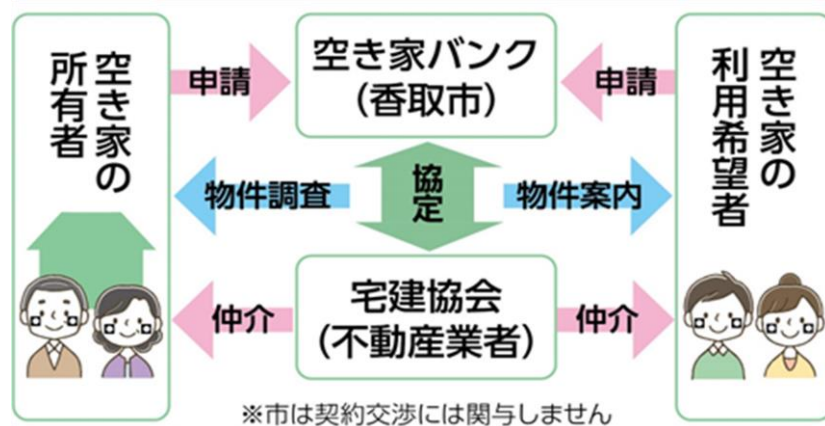 空き家の
所有者
申請
空き家バンク
(香取市)
申請
空き家の
利用希望者
物件調査
協定
物件案内
仲介
宅建協会
(不動産業者)
仲介
※市は契約交渉には関与しません